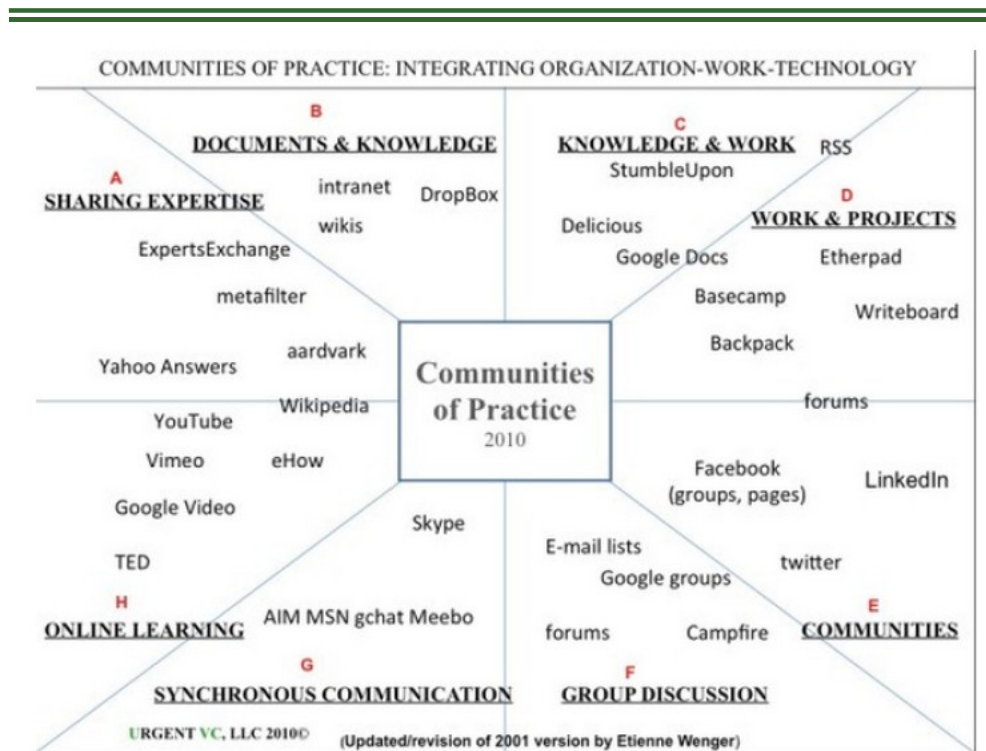 COMMUNITIES OF PRACTICE: INTEGRATING ORGANIZATION-WORK-TECHNOLOGY
A
SHARING EXPERTISE
ExpertsExchange
metafilter
aardvark
Yahoo Answers
Wikipedia
B
DOCUMENTS & KNOWLEDGE
intranet
DropBox
wikis
C
KNOWLEDGE & WORK
RSS
StumbleUpon
Delicious
Google Docs
D
WORK & PROJECTS
Etherpad
Basecamp
Writeboard
Backpack
forums
Communities
of Practice
2010
Facebook
(groups, pages)
LinkedIn
twitter
E
COMMUNITIES
E-mail lists
Google groups
forums
Campfire
F
GROUP DISCUSSION
Skype
AIM MSN gchat Meebo
G
SYNCHRONOUS COMMUNICATION
YouTube
Vimeo
eHow
Google Video
TED
H
ONLINE LEARNING
URGENT VC, LLC 2010©
(Updated/revision of 2001 version by Etienne Wenger)